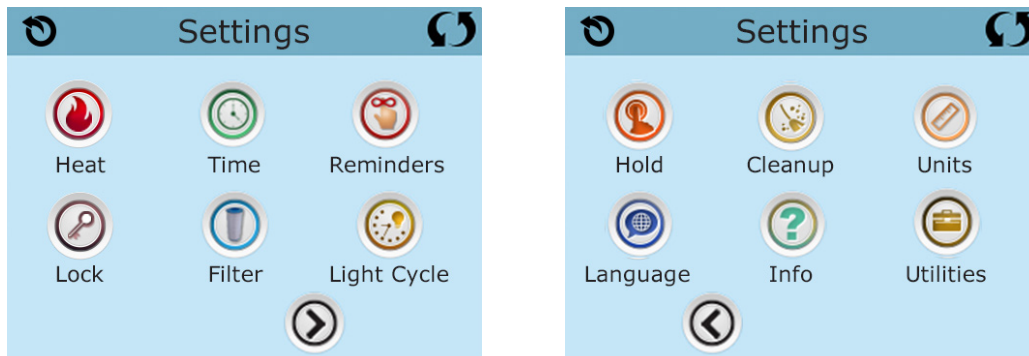 Settings
Heat Time Reminders
Lock Filter Light Cycle
Settings
Hold Cleanup Units
Language Info Utilities